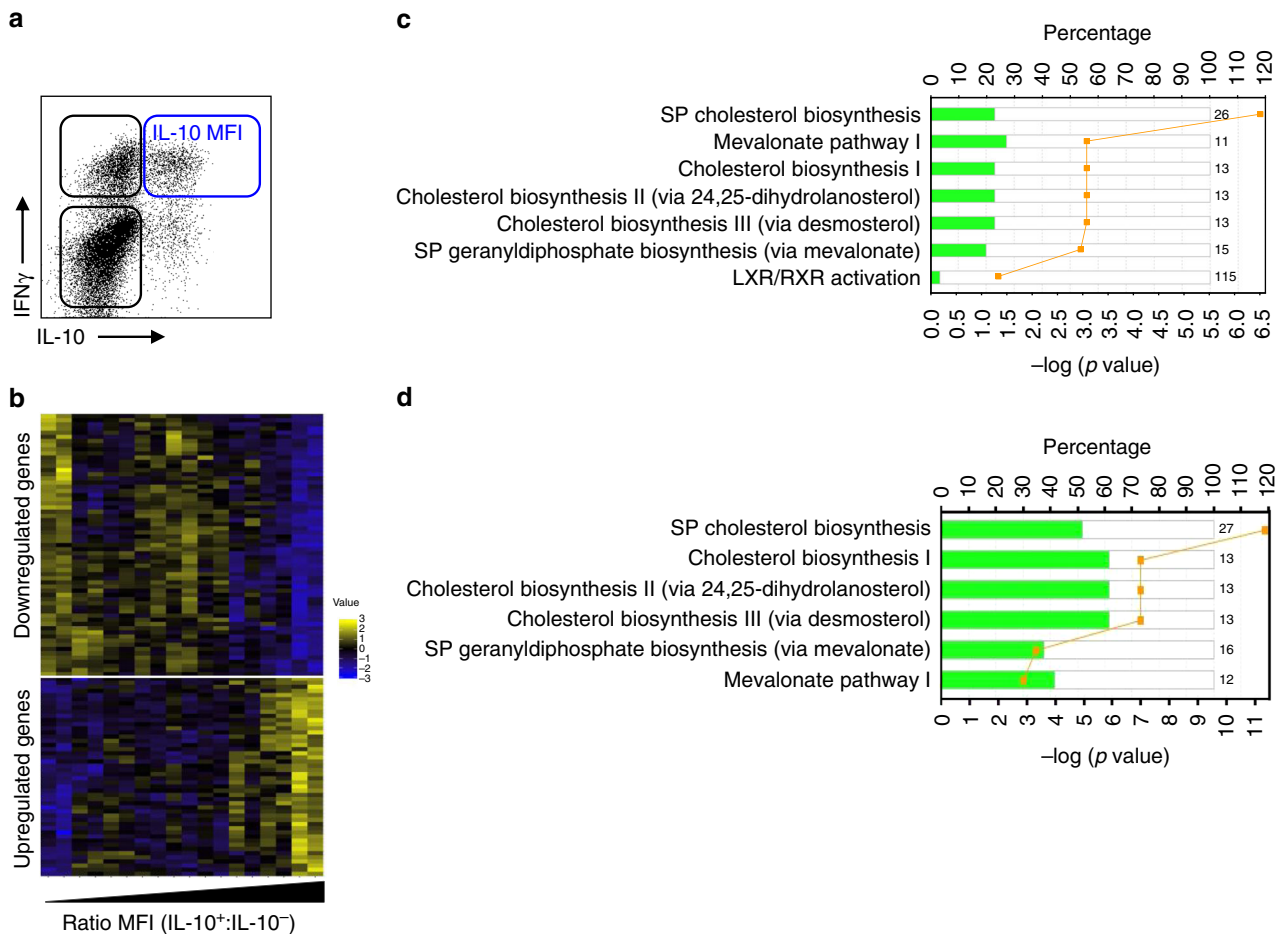 a
IL-10 MFI
IFNγ
IL-10
b
Downregulated genes
Upregulated genes
Value
3
2
1
0
−1
−2
−3
Ratio MFI (IL-10⁺:IL-10⁻)
c
Percentage
0 10 20 30 40 50 60 70 80 90 100 110 120
SP cholesterol biosynthesis 26
Mevalonate pathway I 11
Cholesterol biosynthesis I 13
Cholesterol biosynthesis II (via 24,25-dihydrolanosterol) 13
Cholesterol biosynthesis III (via desmosterol) 13
SP geranyldiphosphate biosynthesis (via mevalonate) 15
LXR/RXR activation 115
0.0 0.5 1.0 1.5 2.0 2.5 3.0 3.5 4.0 4.5 5.0 5.5 6.0 6.5
−log (p value)
d
Percentage
0 10 20 30 40 50 60 70 80 90 100 110 120
SP cholesterol biosynthesis 27
Cholesterol biosynthesis I 13
Cholesterol biosynthesis II (via 24,25-dihydrolanosterol) 13
Cholesterol biosynthesis III (via desmosterol) 13
SP geranyldiphosphate biosynthesis (via mevalonate) 16
Mevalonate pathway I 12
0 1 2 3 4 5 6 7 8 9 10 11
−log (p value)